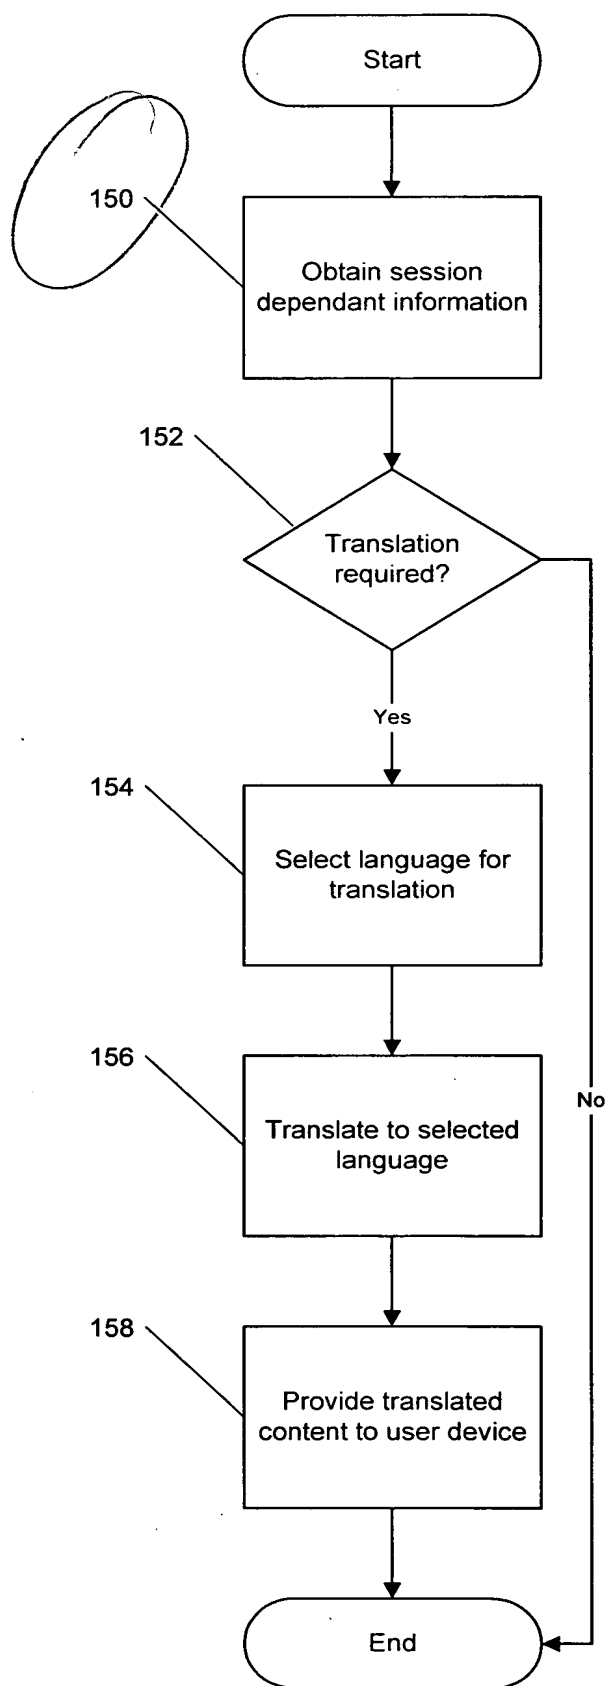 Start
150
Obtain session
dependant information
152
Translation
required?
Yes
154
Select language for
translation
156
Translate to selected
language
No
158
Provide translated
content to user device
End